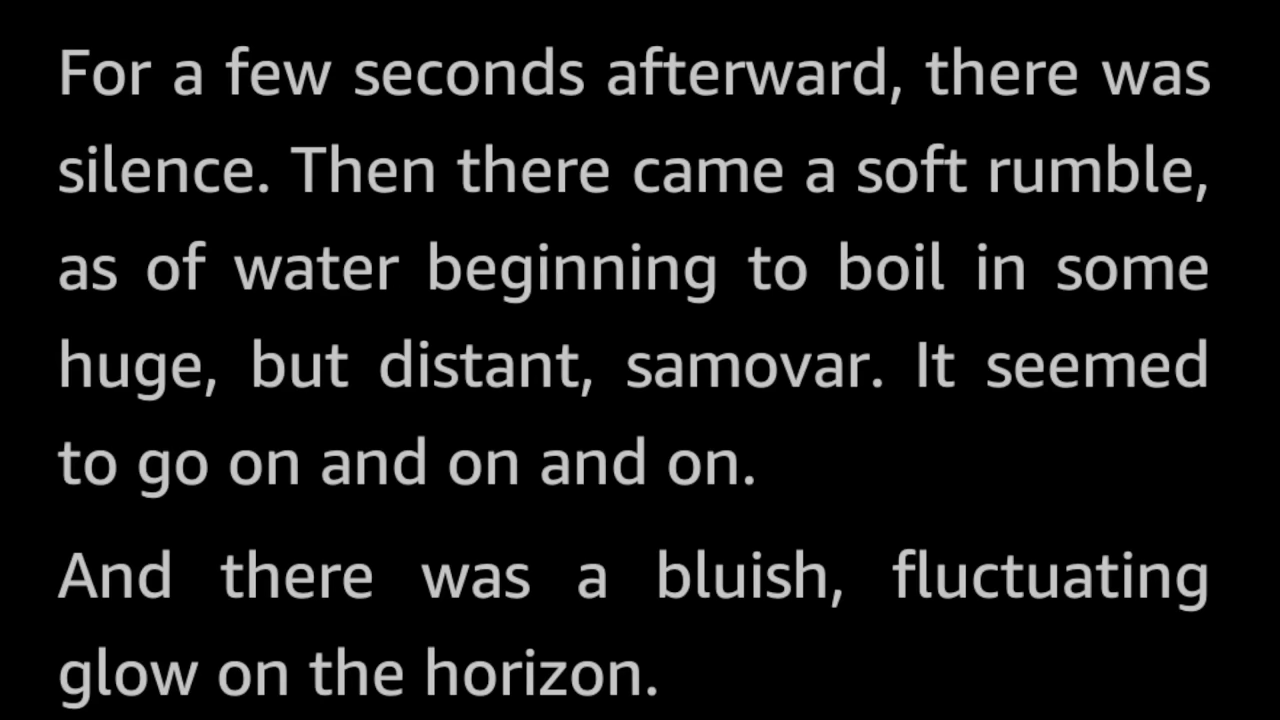 For a few seconds afterward, there was
silence. Then there came a soft rumble,
as of water beginning to boil in some
huge, but distant, samovar. It seemed
to go on and on and on.
And there was a bluish, fluctuating
glow on the horizon.